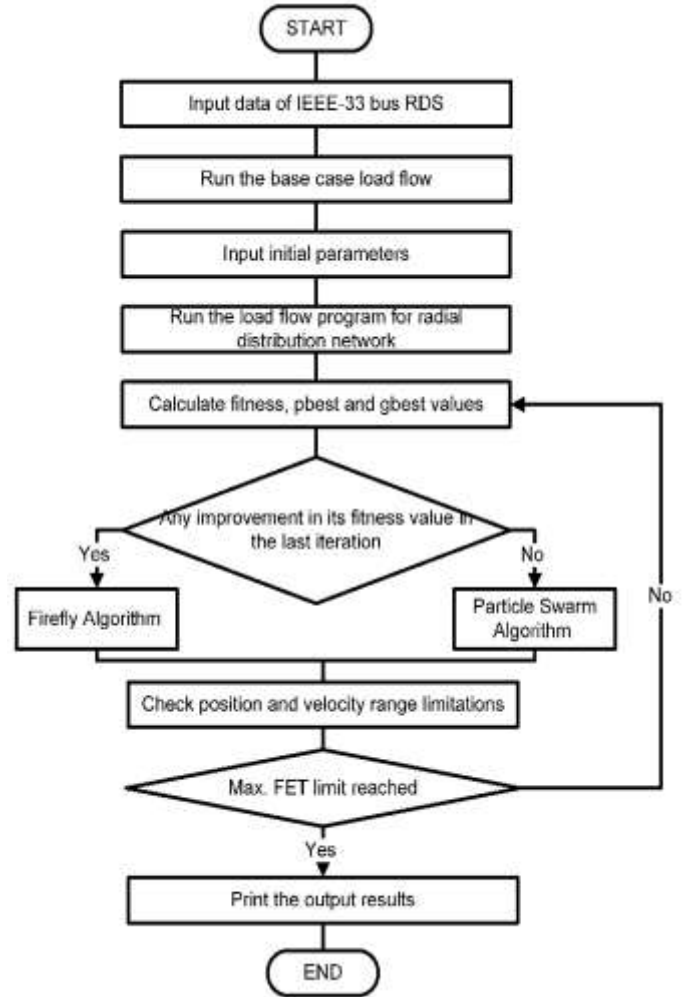 START
Input data of IEEE-33 bus RDS
Run the base case load flow
Input initial parameters
Run the load flow program for radial
distribution network
Calculate fitness, pbest and gbest values
Any improvement in its fitness value in
the last iteration
Yes
No
Firefly Algorithm
Particle Swarm
Algorithm
No
Check position and velocity range limitations
Max. FET limit reached
Yes
Print the output results
END